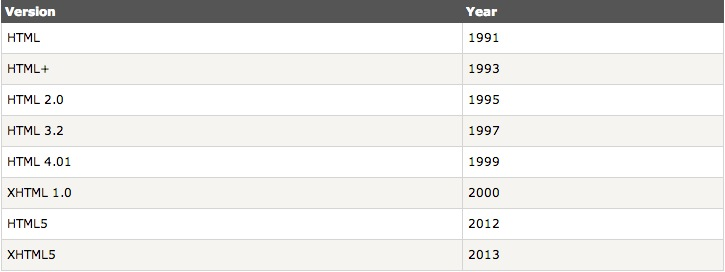 Version Year
HTML 1991
HTML+ 1993
HTML 2.0 1995
HTML 3.2 1997
HTML 4.01 1999
XHTML 1.0 2000
HTML5 2012
XHTML5 2013